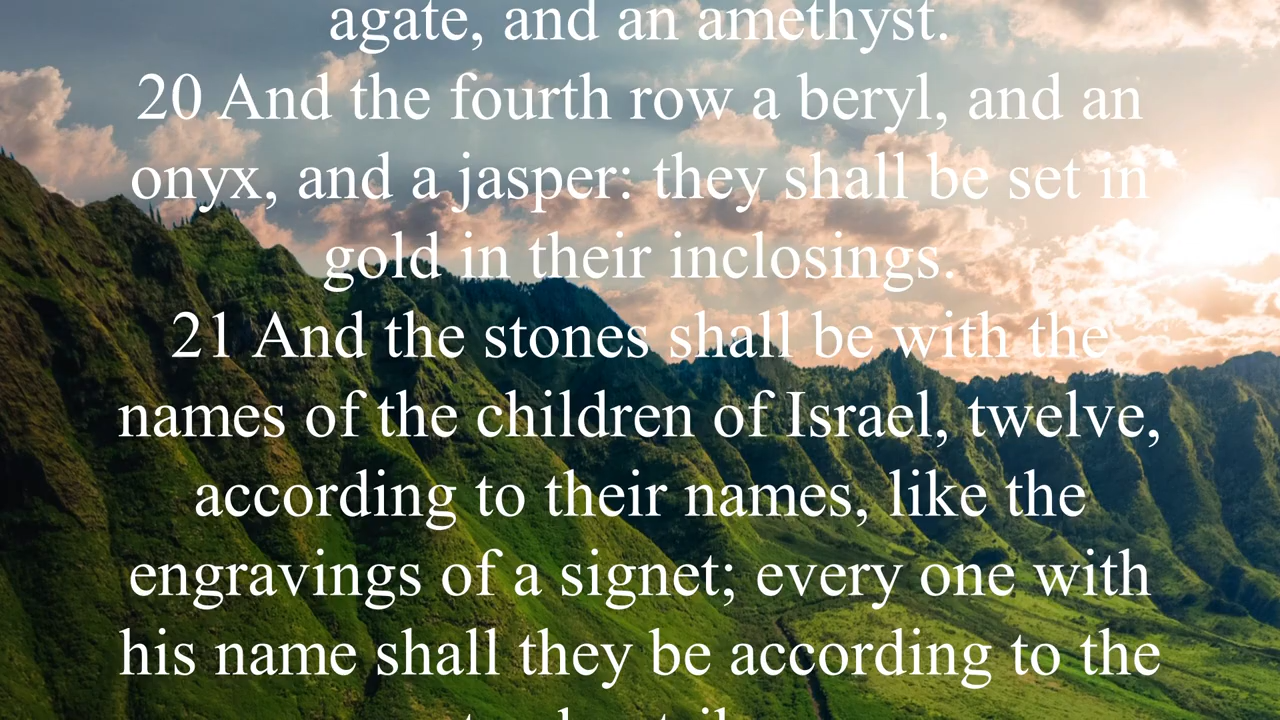 agate, and an amethyst.
20 And the fourth row a beryl, and an
onyx, and a jasper: they shall be set in
gold in their inclosings.
21 And the stones shall be with the
names of the children of Israel, twelve,
according to their names, like the
engravings of a signet; every one with
his name shall they be according to the